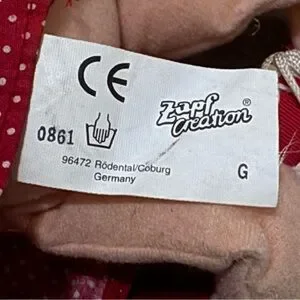 CE
Zapf ®
Creation
0861
96472 Rödental/Coburg
Germany
G